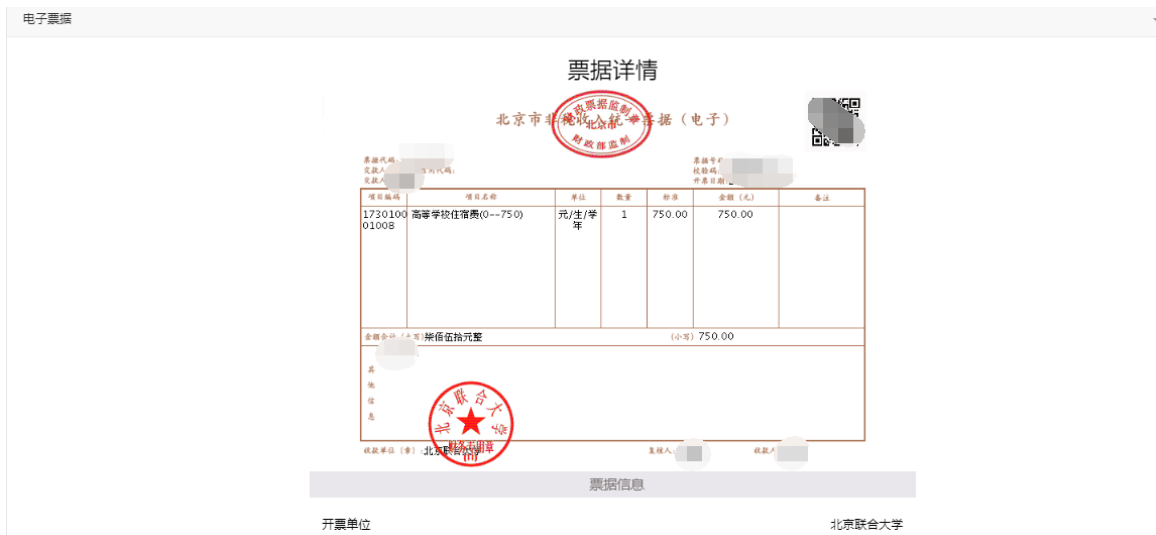 电子票据
票据详情
北京市非税收入统一票据（电子）
财政票据监制章
北京市
财政部监制
票据代码：
票据号码
交款人 代码：
校验码：
交款人
开票日期
项目编码 项目名称 单位 数量 标准 金额（元） 备注
173010001008 高等学校住宿费(0--750) 元/生/学年 1 750.00 750.00
金额合计（大写）柒佰伍拾元整 （小写）750.00
其他信息
北京联合大学
财务专用章
收款单位（章）：北京联合大学 复核人： 收款人
票据信息
开票单位 北京联合大学